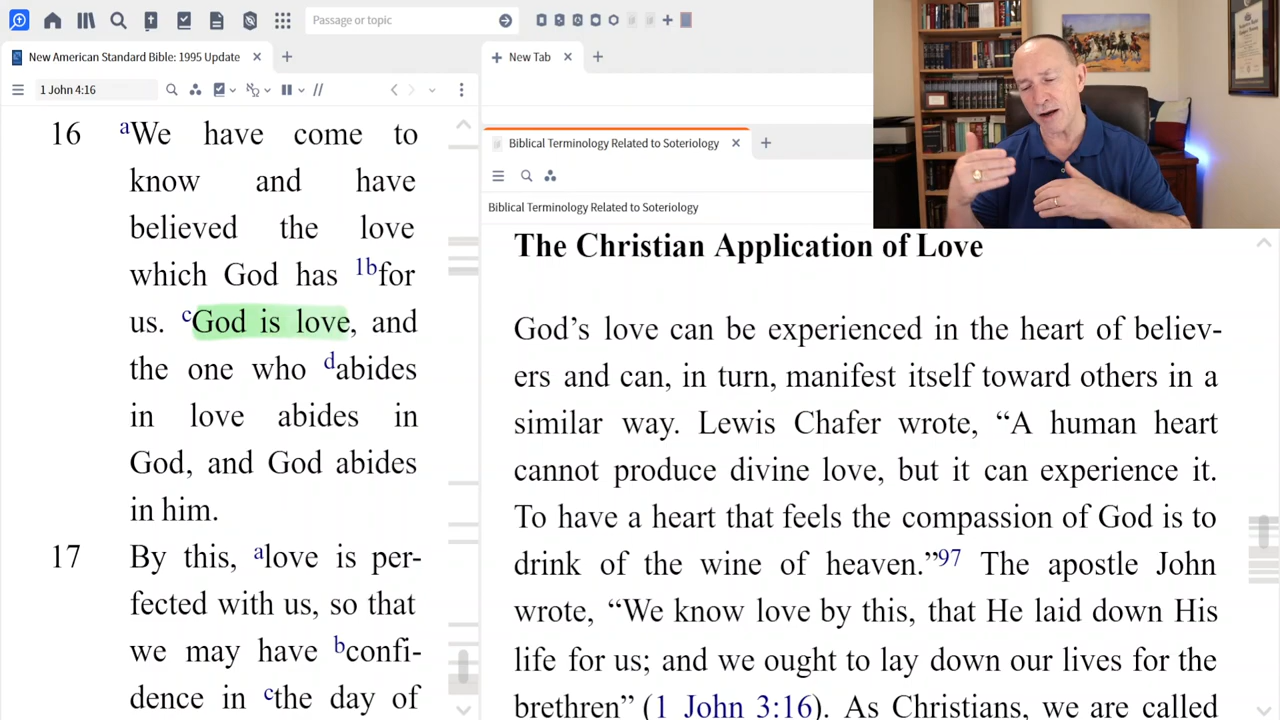 Passage or topic
New American Standard Bible: 1995 Update
1 John 4:16
16 aWe have come to
know and have
believed the love
which God has 1bfor
us. cGod is love, and
the one who dabides
in love abides in
God, and God abides
in him.
17 By this, alove is per-
fected with us, so that
we may have bconfi-
dence in cthe day of
New Tab
Biblical Terminology Related to Soteriology
Biblical Terminology Related to Soteriology
The Christian Application of Love
God’s love can be experienced in the heart of believ-
ers and can, in turn, manifest itself toward others in a
similar way. Lewis Chafer wrote, “A human heart
cannot produce divine love, but it can experience it.
To have a heart that feels the compassion of God is to
drink of the wine of heaven.”97 The apostle John
wrote, “We know love by this, that He laid down His
life for us; and we ought to lay down our lives for the
brethren” (1 John 3:16). As Christians, we are called